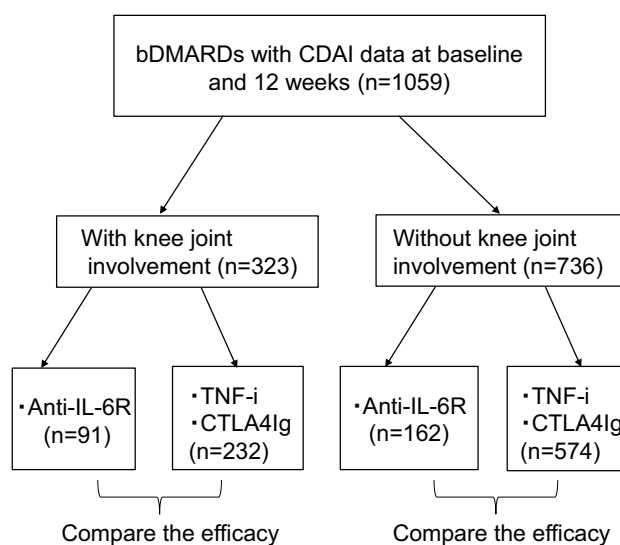 bDMARDs with CDAI data at baseline
and 12 weeks (n=1059)
With knee joint
involvement (n=323)
Without knee joint
involvement (n=736)
・Anti-IL-6R
(n=91)
・TNF-i
・CTLA4Ig
(n=232)
・Anti-IL-6R
(n=162)
・TNF-i
・CTLA4Ig
(n=574)
Compare the efficacy
Compare the efficacy